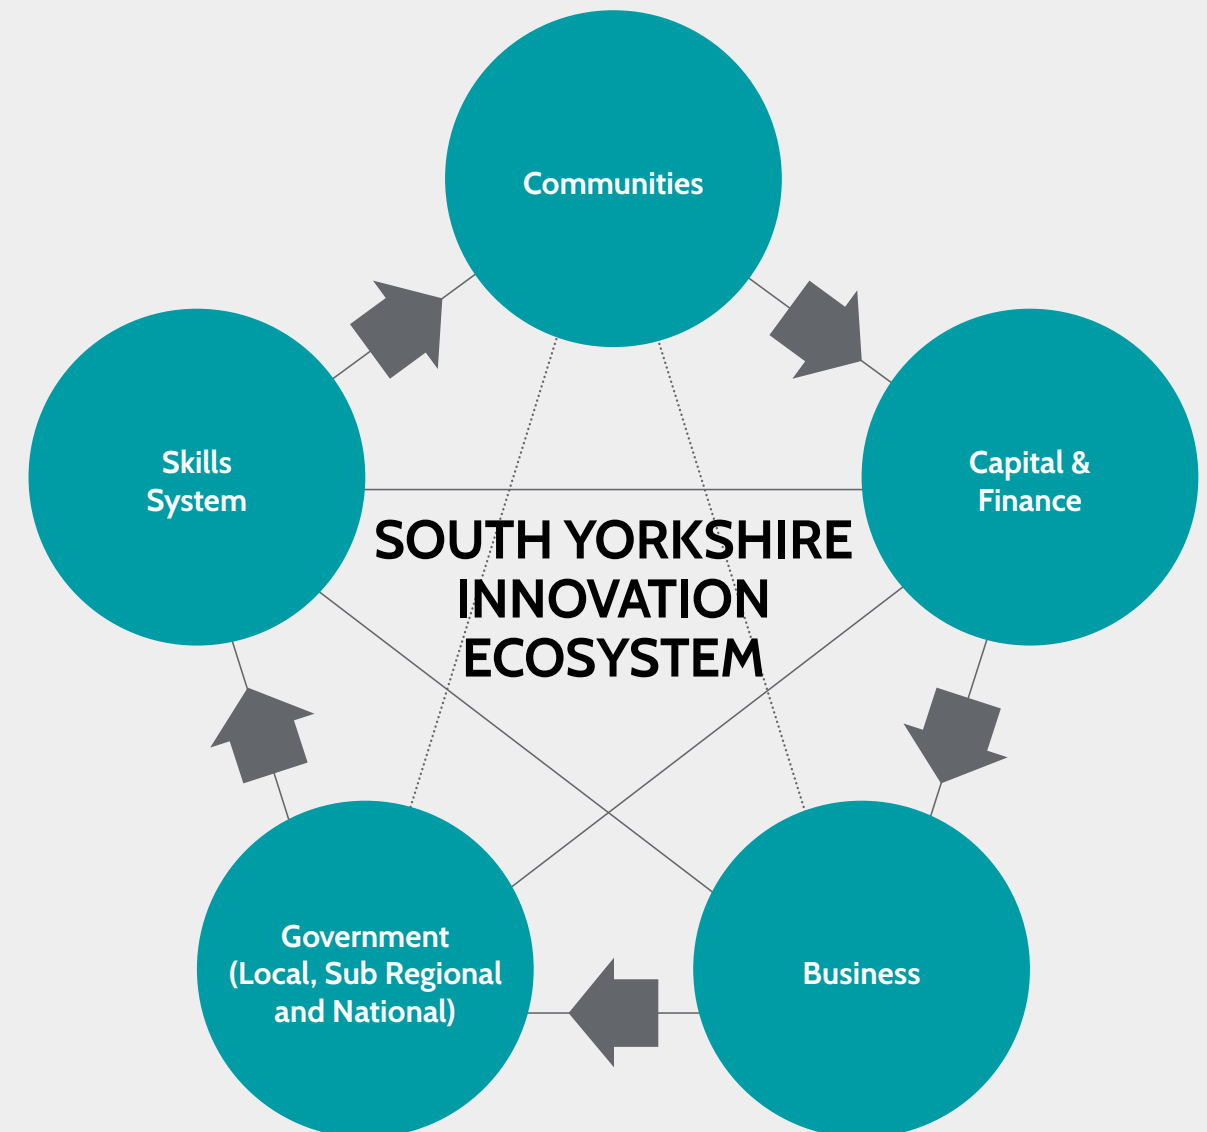 Communities
Skills
System
Capital &
Finance
SOUTH YORKSHIRE
INNOVATION
ECOSYSTEM
Government
(Local, Sub Regional
and National)
Business